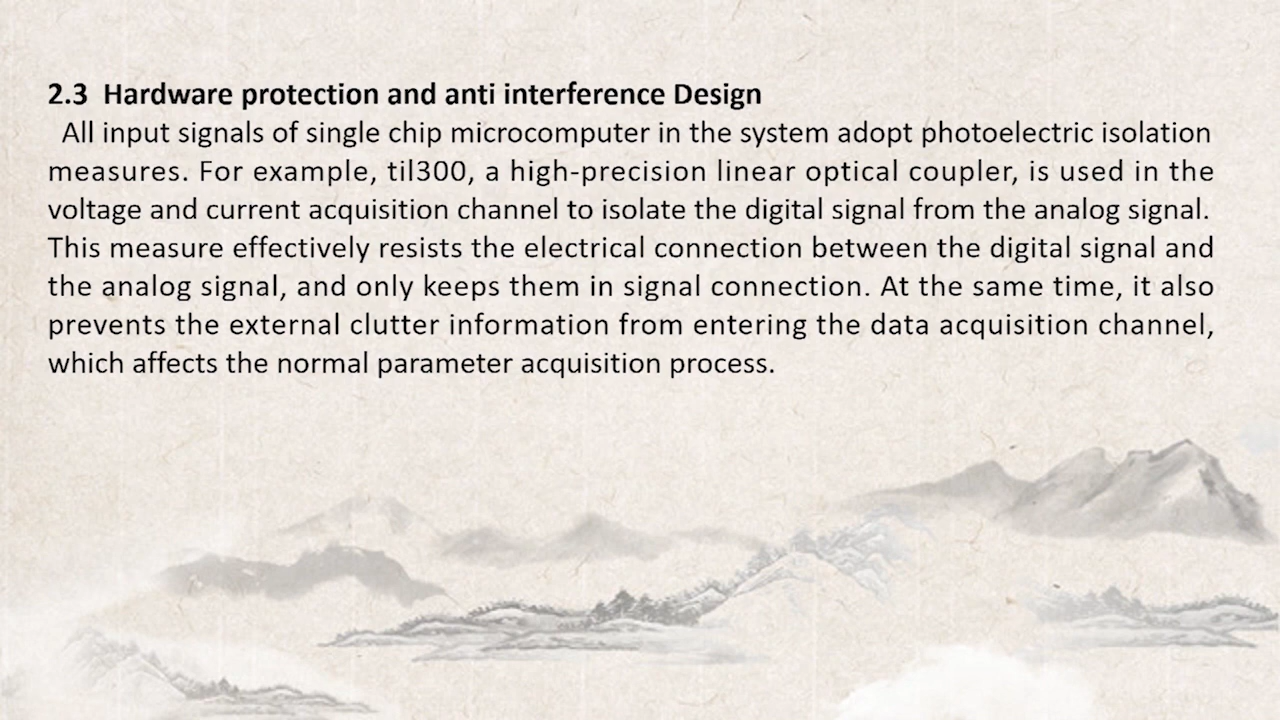 2.3 Hardware protection and anti interference Design
All input signals of single chip microcomputer in the system adopt photoelectric isolation
measures. For example, til300, a high-precision linear optical coupler, is used in the
voltage and current acquisition channel to isolate the digital signal from the analog signal.
This measure effectively resists the electrical connection between the digital signal and
the analog signal, and only keeps them in signal connection. At the same time, it also
prevents the external clutter information from entering the data acquisition channel,
which affects the normal parameter acquisition process.